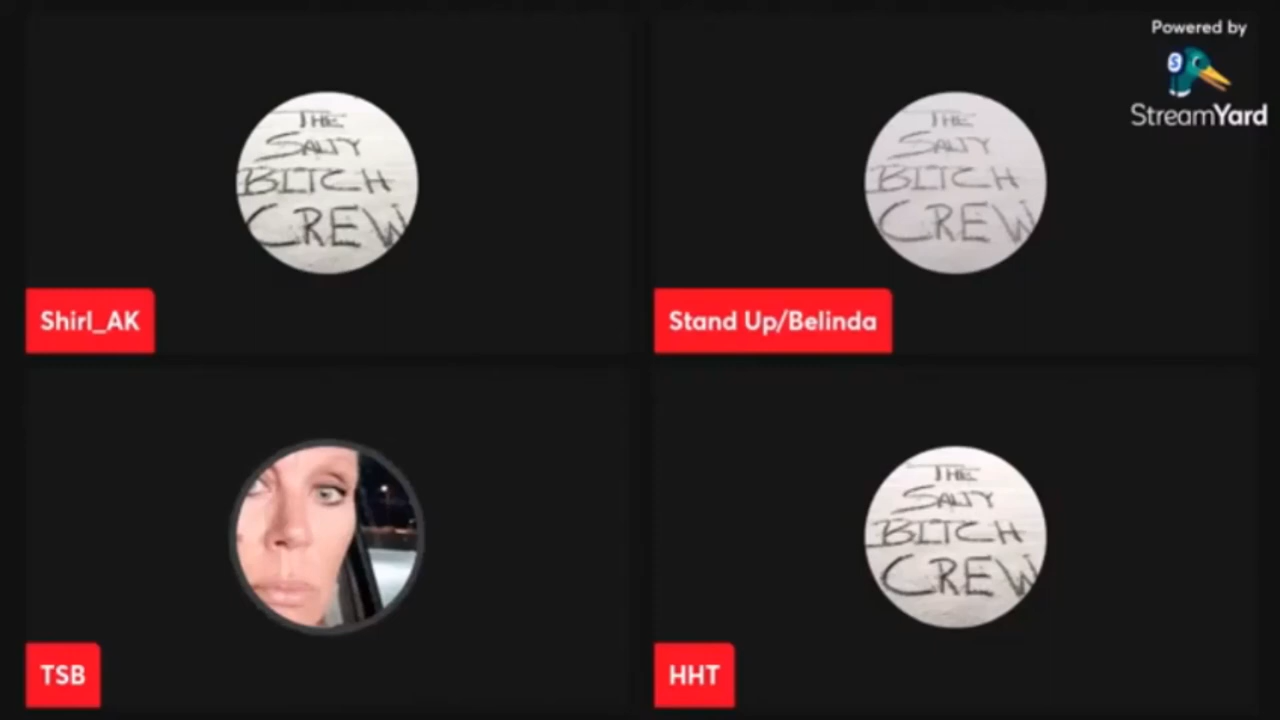 Powered by
StreamYard
THE
SALTY
BITCH
CREW
Shirl_AK
THE
SALTY
BITCH
CREW
Stand Up/Belinda
TSB
THE
SALTY
BITCH
CREW
HHT